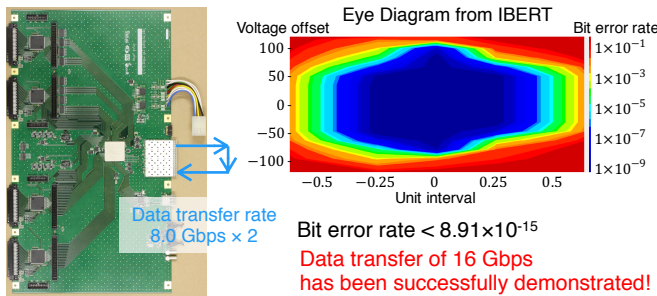 Eye Diagram from IBERT
Voltage offset
Bit error rate
100
50
0
−50
−100
−0.5
−0.25
0
0.25
0.5
Unit interval
1×10⁻¹
1×10⁻³
1×10⁻⁵
1×10⁻⁷
1×10⁻⁹
Data transfer rate
8.0 Gbps × 2
Bit error rate < 8.91×10⁻¹⁵
Data transfer of 16 Gbps
has been successfully demonstrated!